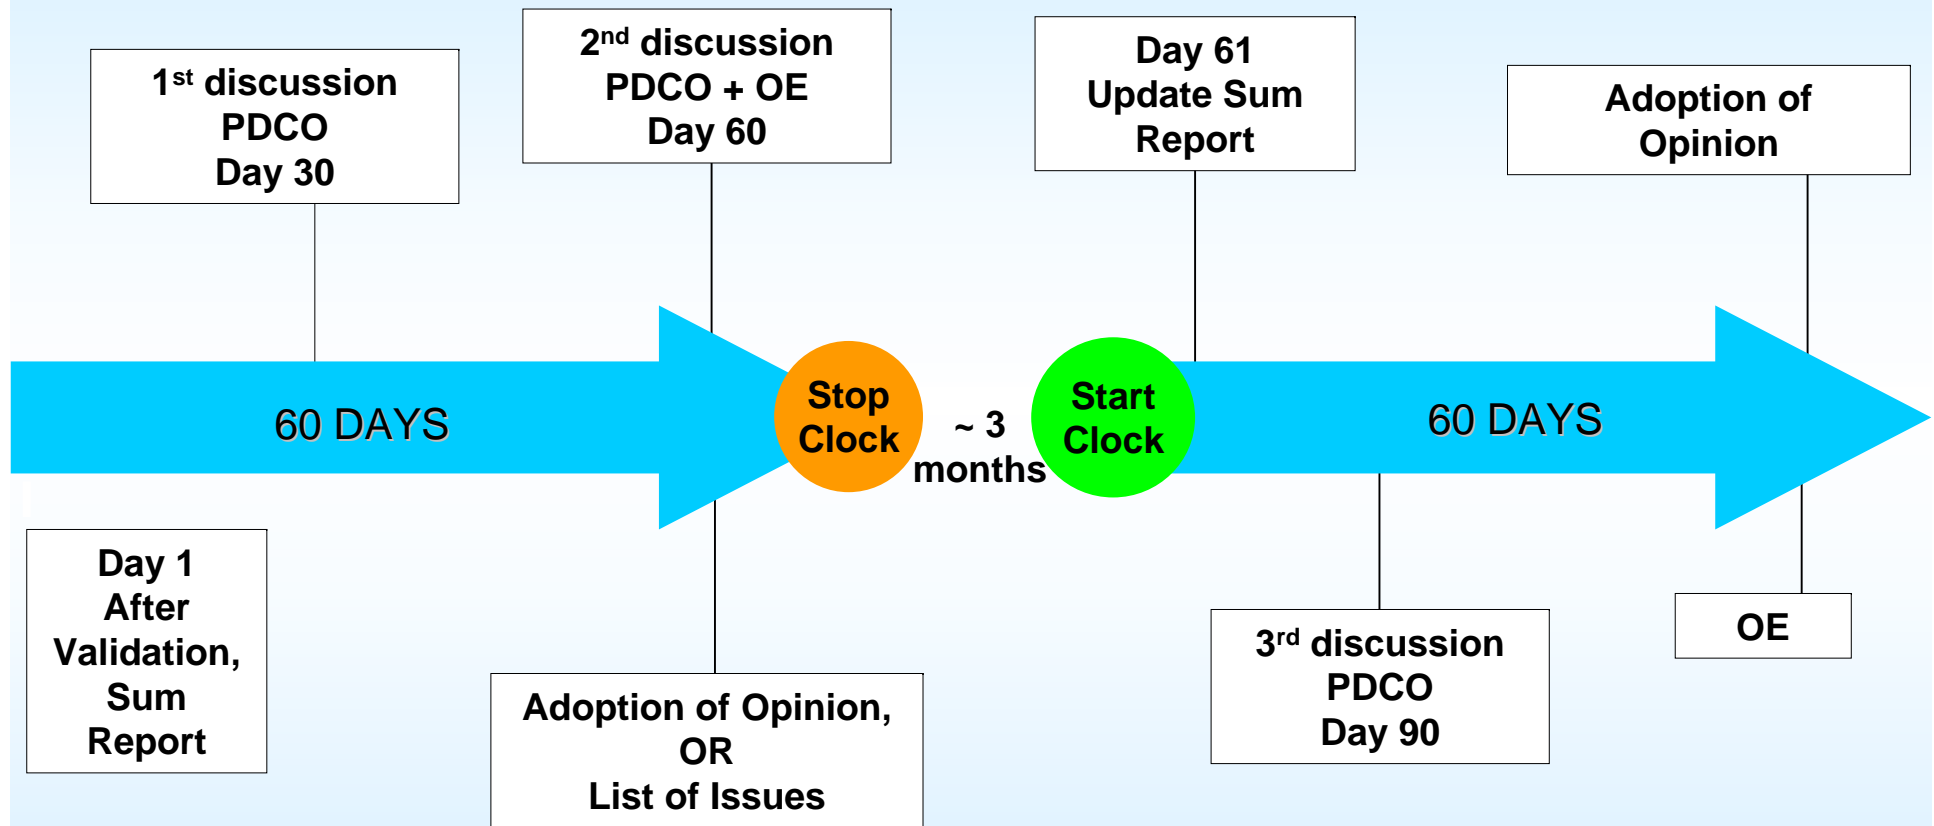 1st discussion
PDCO
Day 30
2nd discussion
PDCO + OE
Day 60
Day 61
Update Sum
Report
Adoption of
Opinion
60 DAYS
Stop
Clock
~ 3
months
Start
Clock
60 DAYS
Day 1
After
Validation,
Sum
Report
Adoption of Opinion,
OR
List of Issues
3rd discussion
PDCO
Day 90
OE